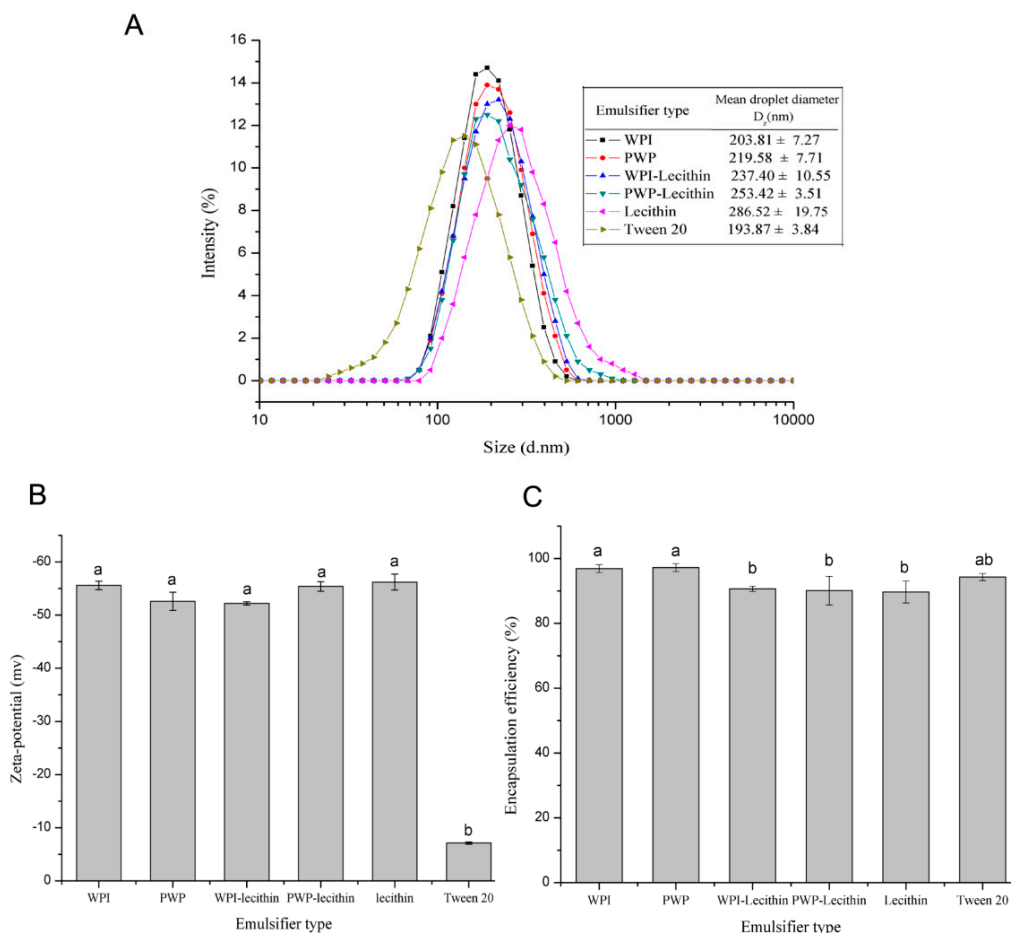 A
16
14
12
10
8
6
4
2
0
Intensity (%)
10
100
1000
10000
Size (d.nm)
Emulsifier type
Mean droplet diameter
Dz(nm)
WPI 203.81 ± 7.27
PWP 219.58 ± 7.71
WPI-Lecithin 237.40 ± 10.55
PWP-Lecithin 253.42 ± 3.51
Lecithin 286.52 ± 19.75
Tween 20 193.87 ± 3.84
B
-60
-50
-40
-30
-20
-10
0
Zeta-potential (mv)
a
a
a
a
a
b
WPI
PWP
WPI-lecithin
PWP-lecithin
lecithin
Tween 20
Emulsifier type
C
100
80
60
40
20
0
Encapsulation efficiency (%)
a
a
b
b
b
ab
WPI
PWP
WPI-Lecithin
PWP-Lecithin
Lecithin
Tween 20
Emulsifier type